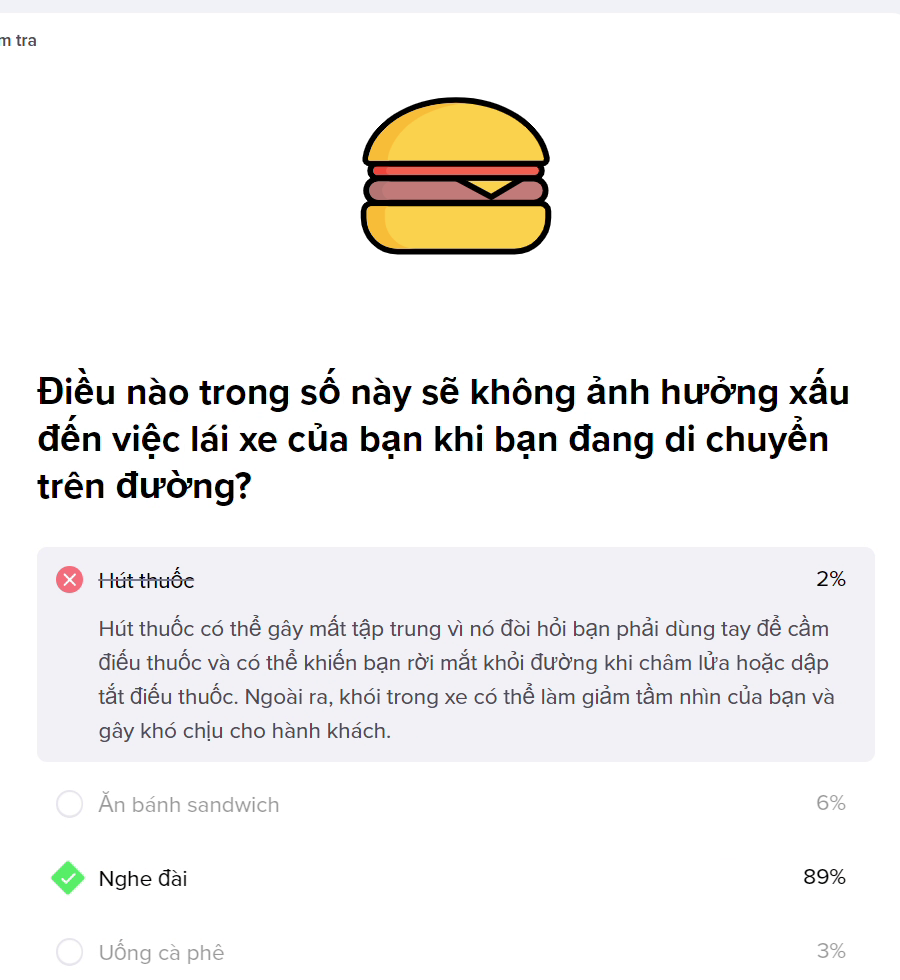 m tra
Điều nào trong số này sẽ không ảnh hưởng xấu
đến việc lái xe của bạn khi bạn đang di chuyển
trên đường?
Hút thuốc 2%
Hút thuốc có thể gây mất tập trung vì nó đòi hỏi bạn phải dùng tay để cầm
điếu thuốc và có thể khiến bạn rời mắt khỏi đường khi châm lửa hoặc dập
tắt điếu thuốc. Ngoài ra, khói trong xe có thể làm giảm tầm nhìn của bạn và
gây khó chịu cho hành khách.
Ăn bánh sandwich 6%
Nghe đài 89%
Uống cà phê 3%